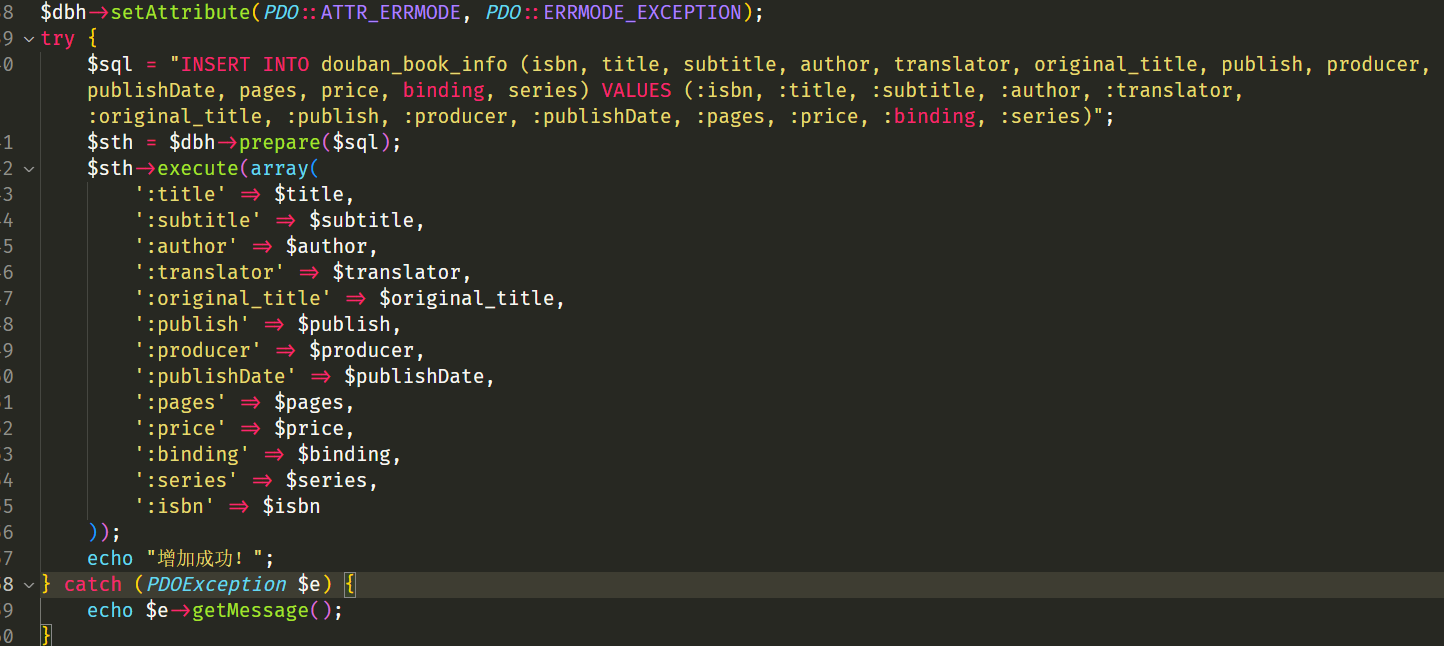 8 $dbh->setAttribute(PDO::ATTR_ERRMODE, PDO::ERRMODE_EXCEPTION);
9 try {
0 $sql = "INSERT INTO douban_book_info (isbn, title, subtitle, author, translator, original_title, publish, producer,
publishDate, pages, price, binding, series) VALUES (:isbn, :title, :subtitle, :author, :translator,
:original_title, :publish, :producer, :publishDate, :pages, :price, :binding, :series)";
1 $sth = $dbh->prepare($sql);
2 $sth->execute(array(
3 ':title' => $title,
4 ':subtitle' => $subtitle,
5 ':author' => $author,
6 ':translator' => $translator,
7 ':original_title' => $original_title,
8 ':publish' => $publish,
9 ':producer' => $producer,
0 ':publishDate' => $publishDate,
1 ':pages' => $pages,
2 ':price' => $price,
3 ':binding' => $binding,
4 ':series' => $series,
5 ':isbn' => $isbn
6 ));
7 echo "增加成功！";
8 } catch (PDOException $e) {
9 echo $e->getMessage();
0 }